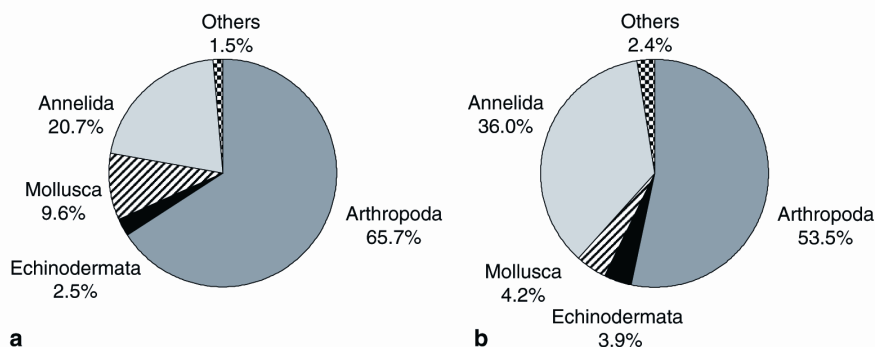 Others
1.5%
Annelida
20.7%
Mollusca
9.6%
Echinodermata
2.5%
Arthropoda
65.7%
a
Others
2.4%
Annelida
36.0%
Mollusca
4.2%
Echinodermata
3.9%
Arthropoda
53.5%
b